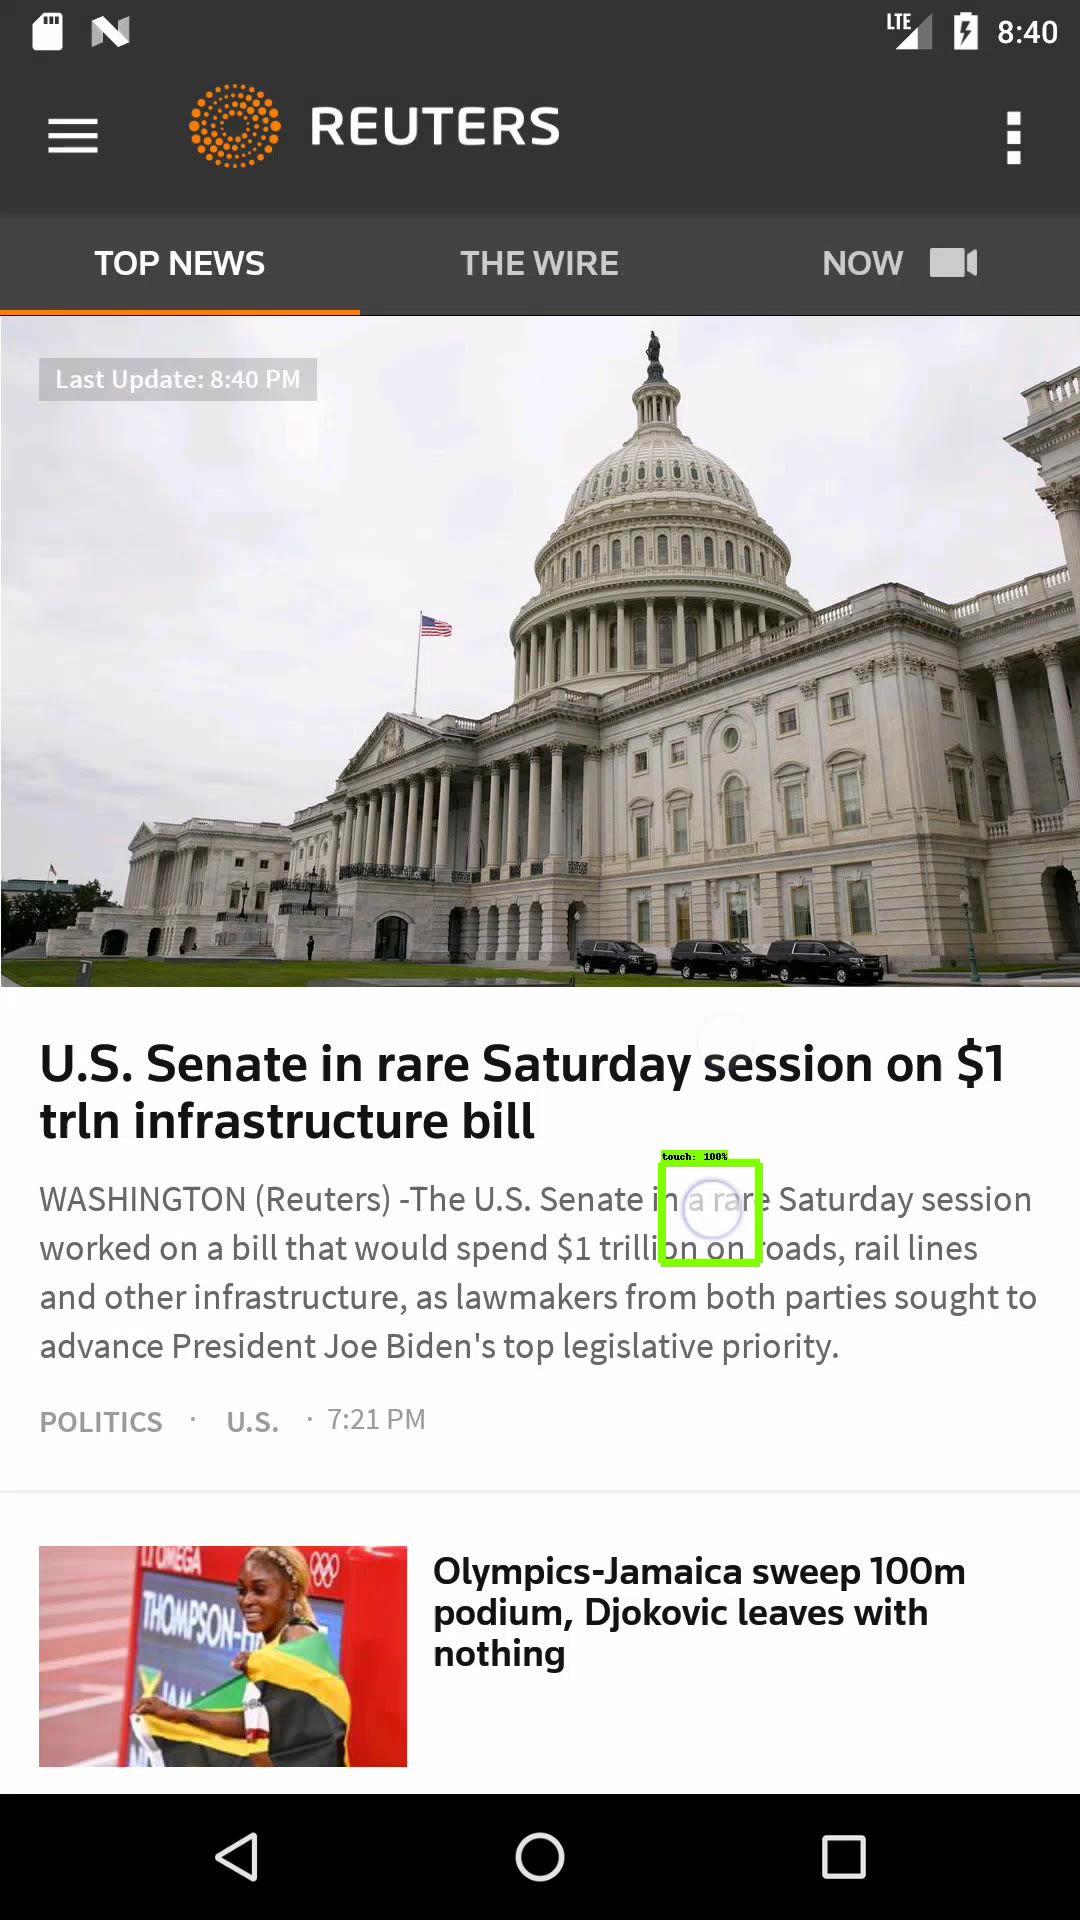 LTE 8:40
REUTERS
TOP NEWS
THE WIRE
NOW
Last Update: 8:40 PM
U.S. Senate in rare Saturday session on $1
trln infrastructure bill
touch: 100%
WASHINGTON (Reuters) -The U.S. Senate in a rare Saturday session
worked on a bill that would spend $1 trillion on roads, rail lines
and other infrastructure, as lawmakers from both parties sought to
advance President Joe Biden's top legislative priority.
POLITICS · U.S. · 7:21 PM
OMEGA
THOMPSON-
JAM
Olympics-Jamaica sweep 100m
podium, Djokovic leaves with
nothing